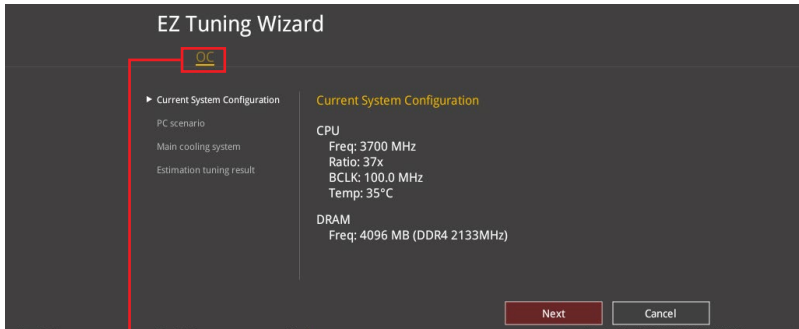 EZ Tuning Wizard
OC
Current System Configuration
PC scenario
Main cooling system
Estimation tuning result
Current System Configuration
CPU
Freq: 3700 MHz
Ratio: 37x
BCLK: 100.0 MHz
Temp: 35°C
DRAM
Freq: 4096 MB (DDR4 2133MHz)
Next
Cancel